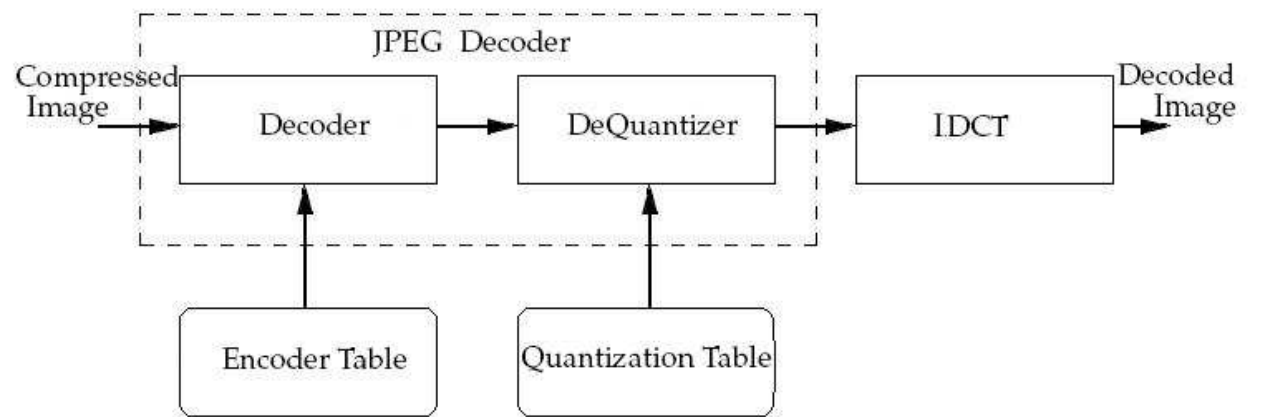 JPEG Decoder
Compressed
Image
Decoder
DeQuantizer
IDCT
Decoded
Image
Encoder Table
Quantization Table